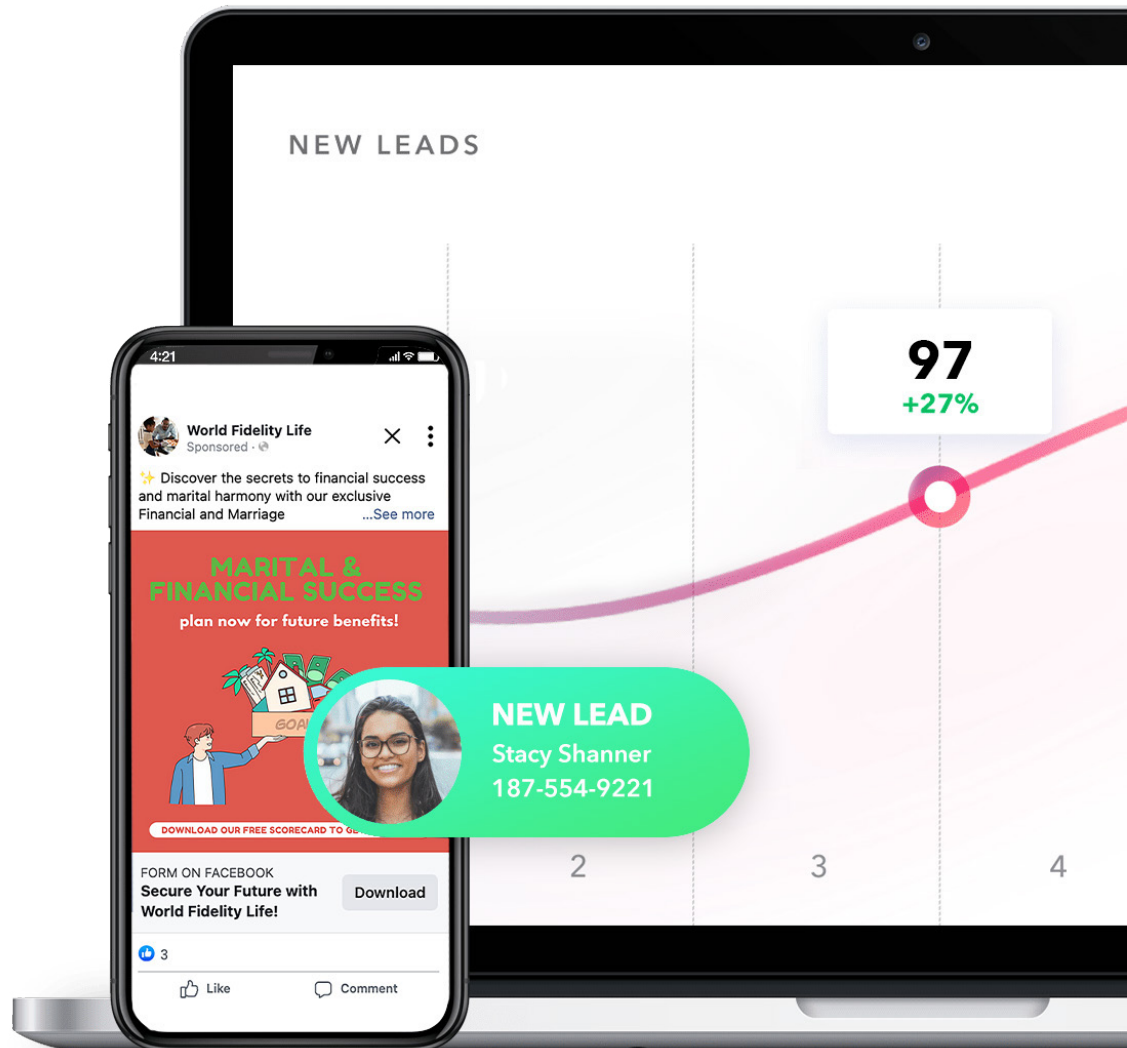 NEW LEADS
97
+27%
2
3
4
4:21
World Fidelity Life
Sponsored ·
✨ Discover the secrets to financial success
and marital harmony with our exclusive
Financial and Marriage ...See more
MARITAL &
FINANCIAL SUCCESS
plan now for future benefits!
DOWNLOAD OUR FREE SCORECARD TO
FORM ON FACEBOOK
Secure Your Future with
World Fidelity Life!
Download
3
Like
Comment
NEW LEAD
Stacy Shanner
187-554-9221